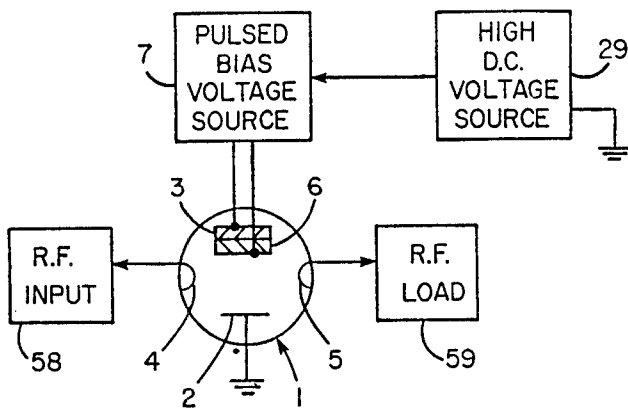 7
PULSED
BIAS
VOLTAGE
SOURCE
HIGH
D.C.
VOLTAGE
SOURCE
29
3
6
R.F.
INPUT
R.F.
LOAD
58
4
2
1
5
59